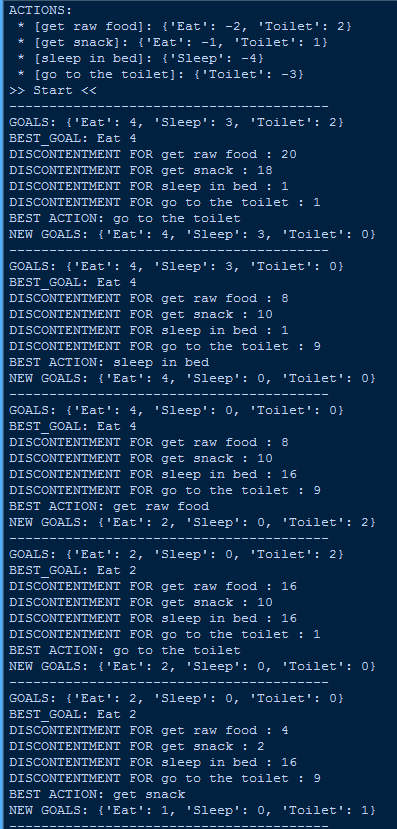 ACTIONS:
 * [get raw food]: {'Eat': -2, 'Toilet': 2}
 * [get snack]: {'Eat': -1, 'Toilet': 1}
 * [sleep in bed]: {'Sleep': -4}
 * [go to the toilet]: {'Toilet': -3}
>> Start <<
----------------------------------------
GOALS: {'Eat': 4, 'Sleep': 3, 'Toilet': 2}
BEST_GOAL: Eat 4
DISCONTENTMENT FOR get raw food : 20
DISCONTENTMENT FOR get snack : 18
DISCONTENTMENT FOR sleep in bed : 1
DISCONTENTMENT FOR go to the toilet : 1
BEST ACTION: go to the toilet
NEW GOALS: {'Eat': 4, 'Sleep': 3, 'Toilet': 0}
----------------------------------------
GOALS: {'Eat': 4, 'Sleep': 3, 'Toilet': 0}
BEST_GOAL: Eat 4
DISCONTENTMENT FOR get raw food : 8
DISCONTENTMENT FOR get snack : 10
DISCONTENTMENT FOR sleep in bed : 1
DISCONTENTMENT FOR go to the toilet : 9
BEST ACTION: sleep in bed
NEW GOALS: {'Eat': 4, 'Sleep': 0, 'Toilet': 0}
----------------------------------------
GOALS: {'Eat': 4, 'Sleep': 0, 'Toilet': 0}
BEST_GOAL: Eat 4
DISCONTENTMENT FOR get raw food : 8
DISCONTENTMENT FOR get snack : 10
DISCONTENTMENT FOR sleep in bed : 16
DISCONTENTMENT FOR go to the toilet : 9
BEST ACTION: get raw food
NEW GOALS: {'Eat': 2, 'Sleep': 0, 'Toilet': 2}
----------------------------------------
GOALS: {'Eat': 2, 'Sleep': 0, 'Toilet': 2}
BEST_GOAL: Eat 2
DISCONTENTMENT FOR get raw food : 16
DISCONTENTMENT FOR get snack : 10
DISCONTENTMENT FOR sleep in bed : 16
DISCONTENTMENT FOR go to the toilet : 1
BEST ACTION: go to the toilet
NEW GOALS: {'Eat': 2, 'Sleep': 0, 'Toilet': 0}
----------------------------------------
GOALS: {'Eat': 2, 'Sleep': 0, 'Toilet': 0}
BEST_GOAL: Eat 2
DISCONTENTMENT FOR get raw food : 4
DISCONTENTMENT FOR get snack : 2
DISCONTENTMENT FOR sleep in bed : 16
DISCONTENTMENT FOR go to the toilet : 9
BEST ACTION: get snack
NEW GOALS: {'Eat': 1, 'Sleep': 0, 'Toilet': 1}
----------------------------------------